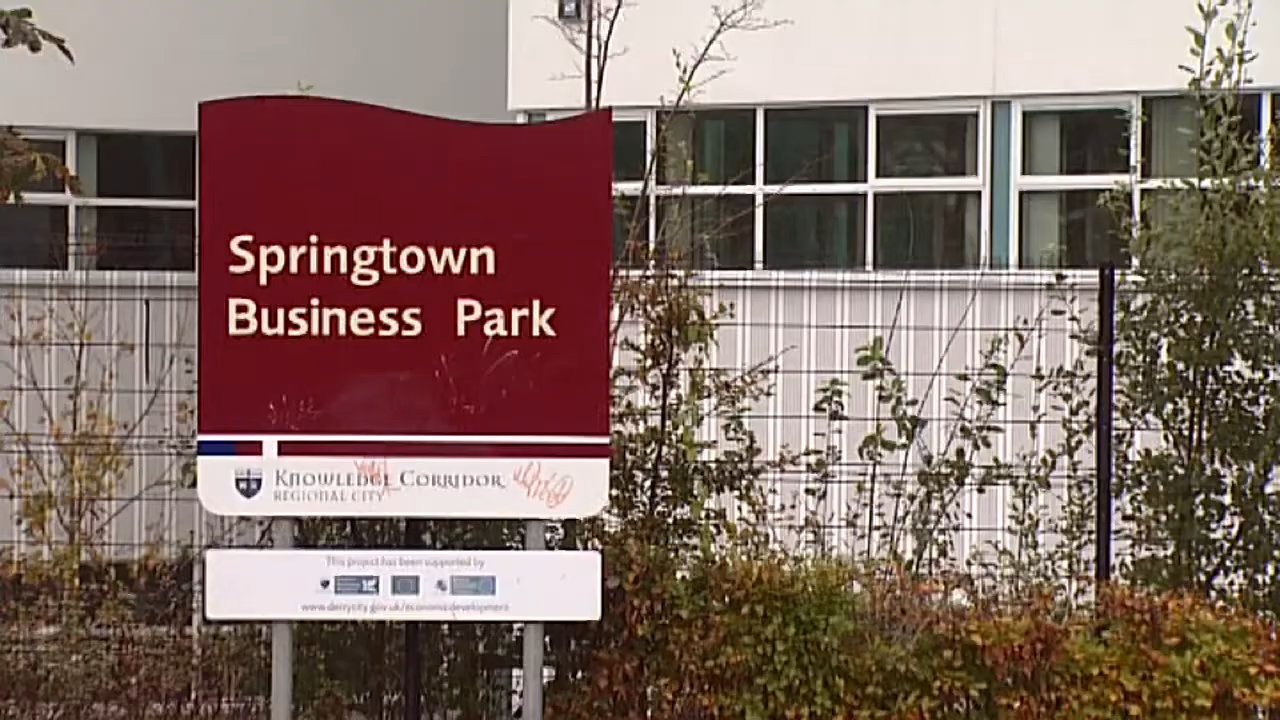 Springtown
Business Park
KNOWLEDGE CORRIDOR
REGIONAL CITY
This project has been supported by
www.derrycity.gov.uk/economicdevelopment